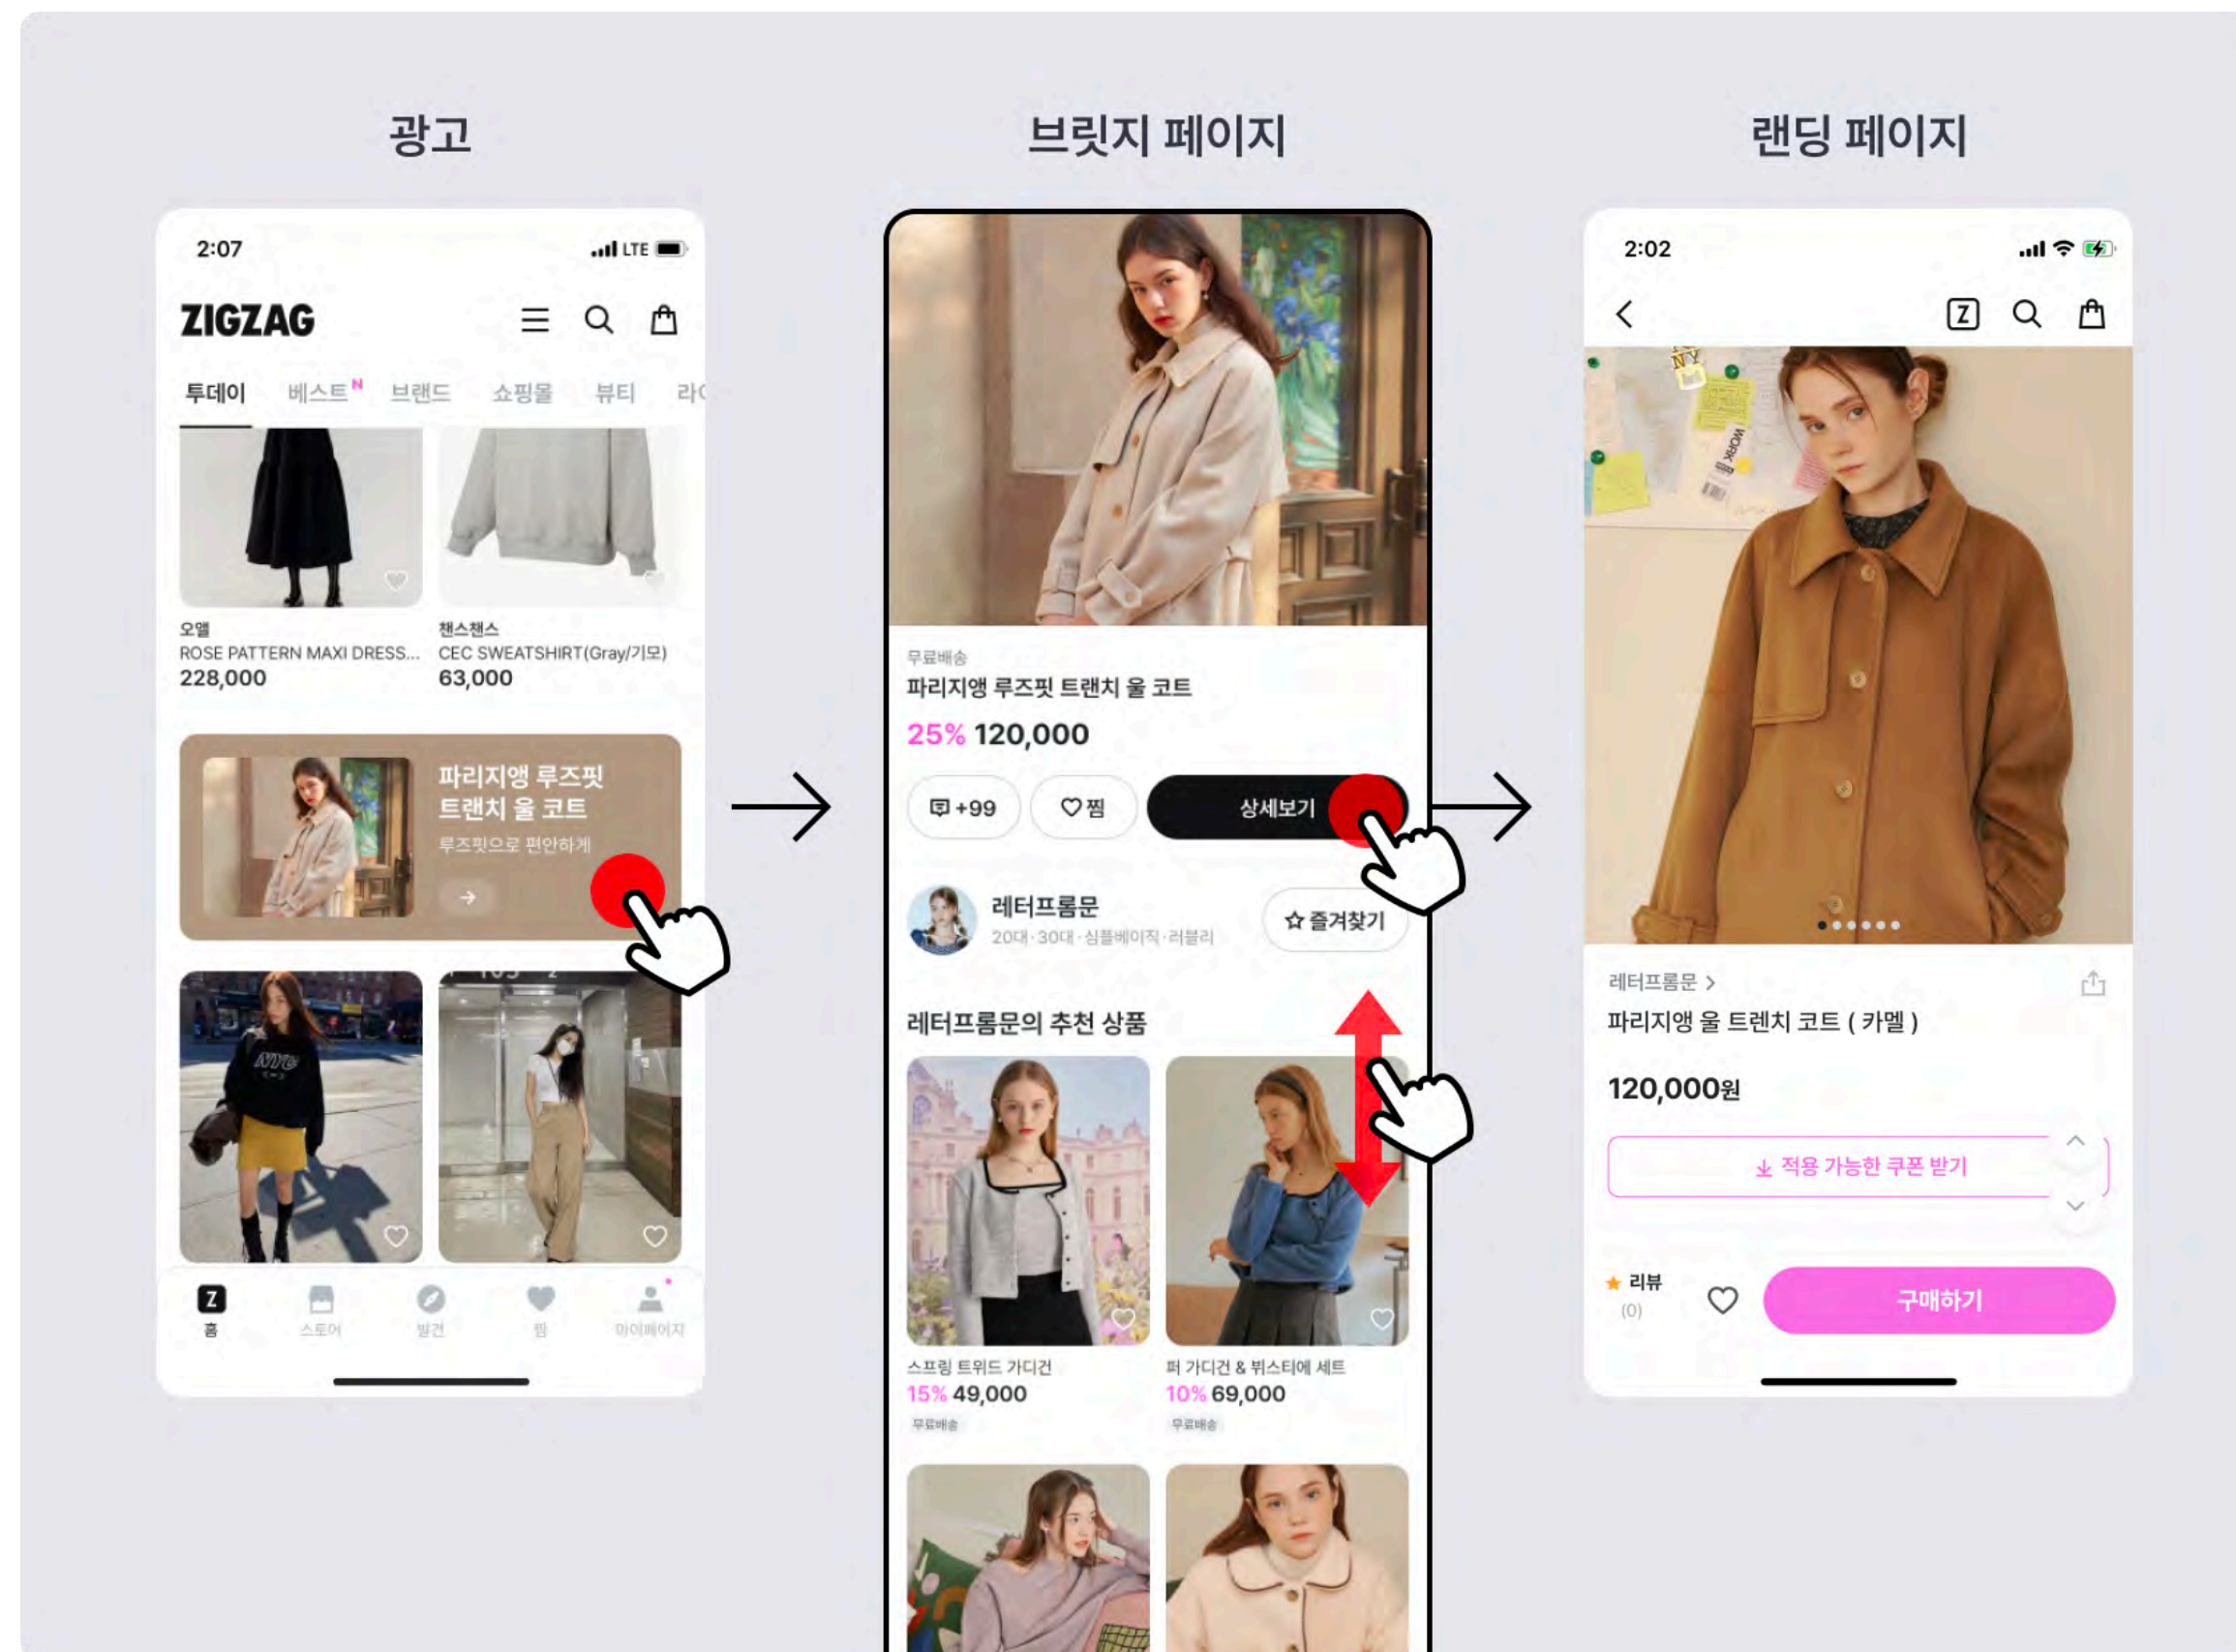 광고
브릿지 페이지
랜딩 페이지
2:07
LTE
ZIGZAG
투데이 베스트 N 브랜드 쇼핑몰 뷰티 라이
오앨
ROSE PATTERN MAXI DRESS...
228,000
챈스챈스
CEC SWEATSHIRT(Gray/기모)
63,000
파리지앵 루즈핏
트랜치 울 코트
루즈핏으로 편안하게
NYC
Z
홈 스토어 발견 찜 마이페이지
무료배송
파리지앵 루즈핏 트랜치 울 코트
25% 120,000
+99
찜
상세보기
레터프롬문
20대·30대·심플베이직·러블리
즐겨찾기
레터프롬문의 추천 상품
스프링 트위드 가디건
15% 49,000
무료배송
퍼 가디건 & 뷔스티에 세트
10% 69,000
무료배송
2:02
Z
NY
WORK
레터프롬문 >
파리지앵 울 트렌치 코트 ( 카멜 )
120,000원
적용 가능한 쿠폰 받기
리뷰
(0)
구매하기